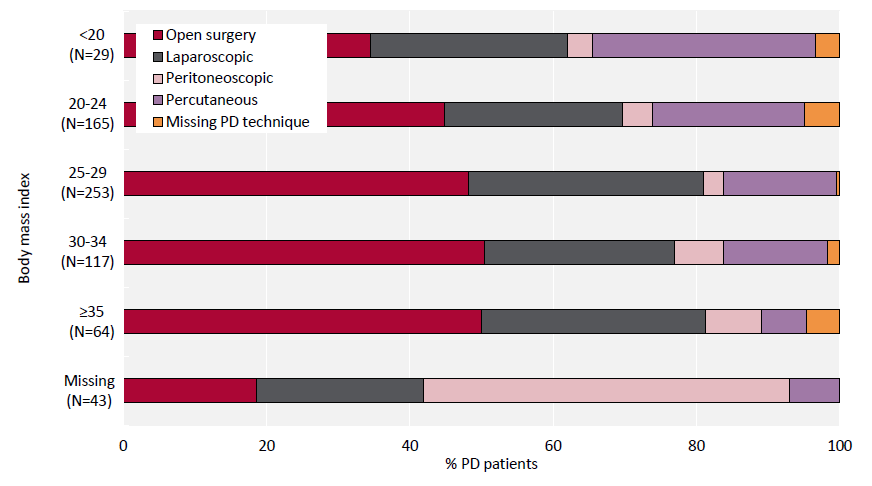 Open surgery
Laparoscopic
Peritoneoscopic
Percutaneous
Missing PD technique
Body mass index
<20
(N=29)
20-24
(N=165)
25-29
(N=253)
30-34
(N=117)
≥35
(N=64)
Missing
(N=43)
0 20 40 60 80 100
% PD patients